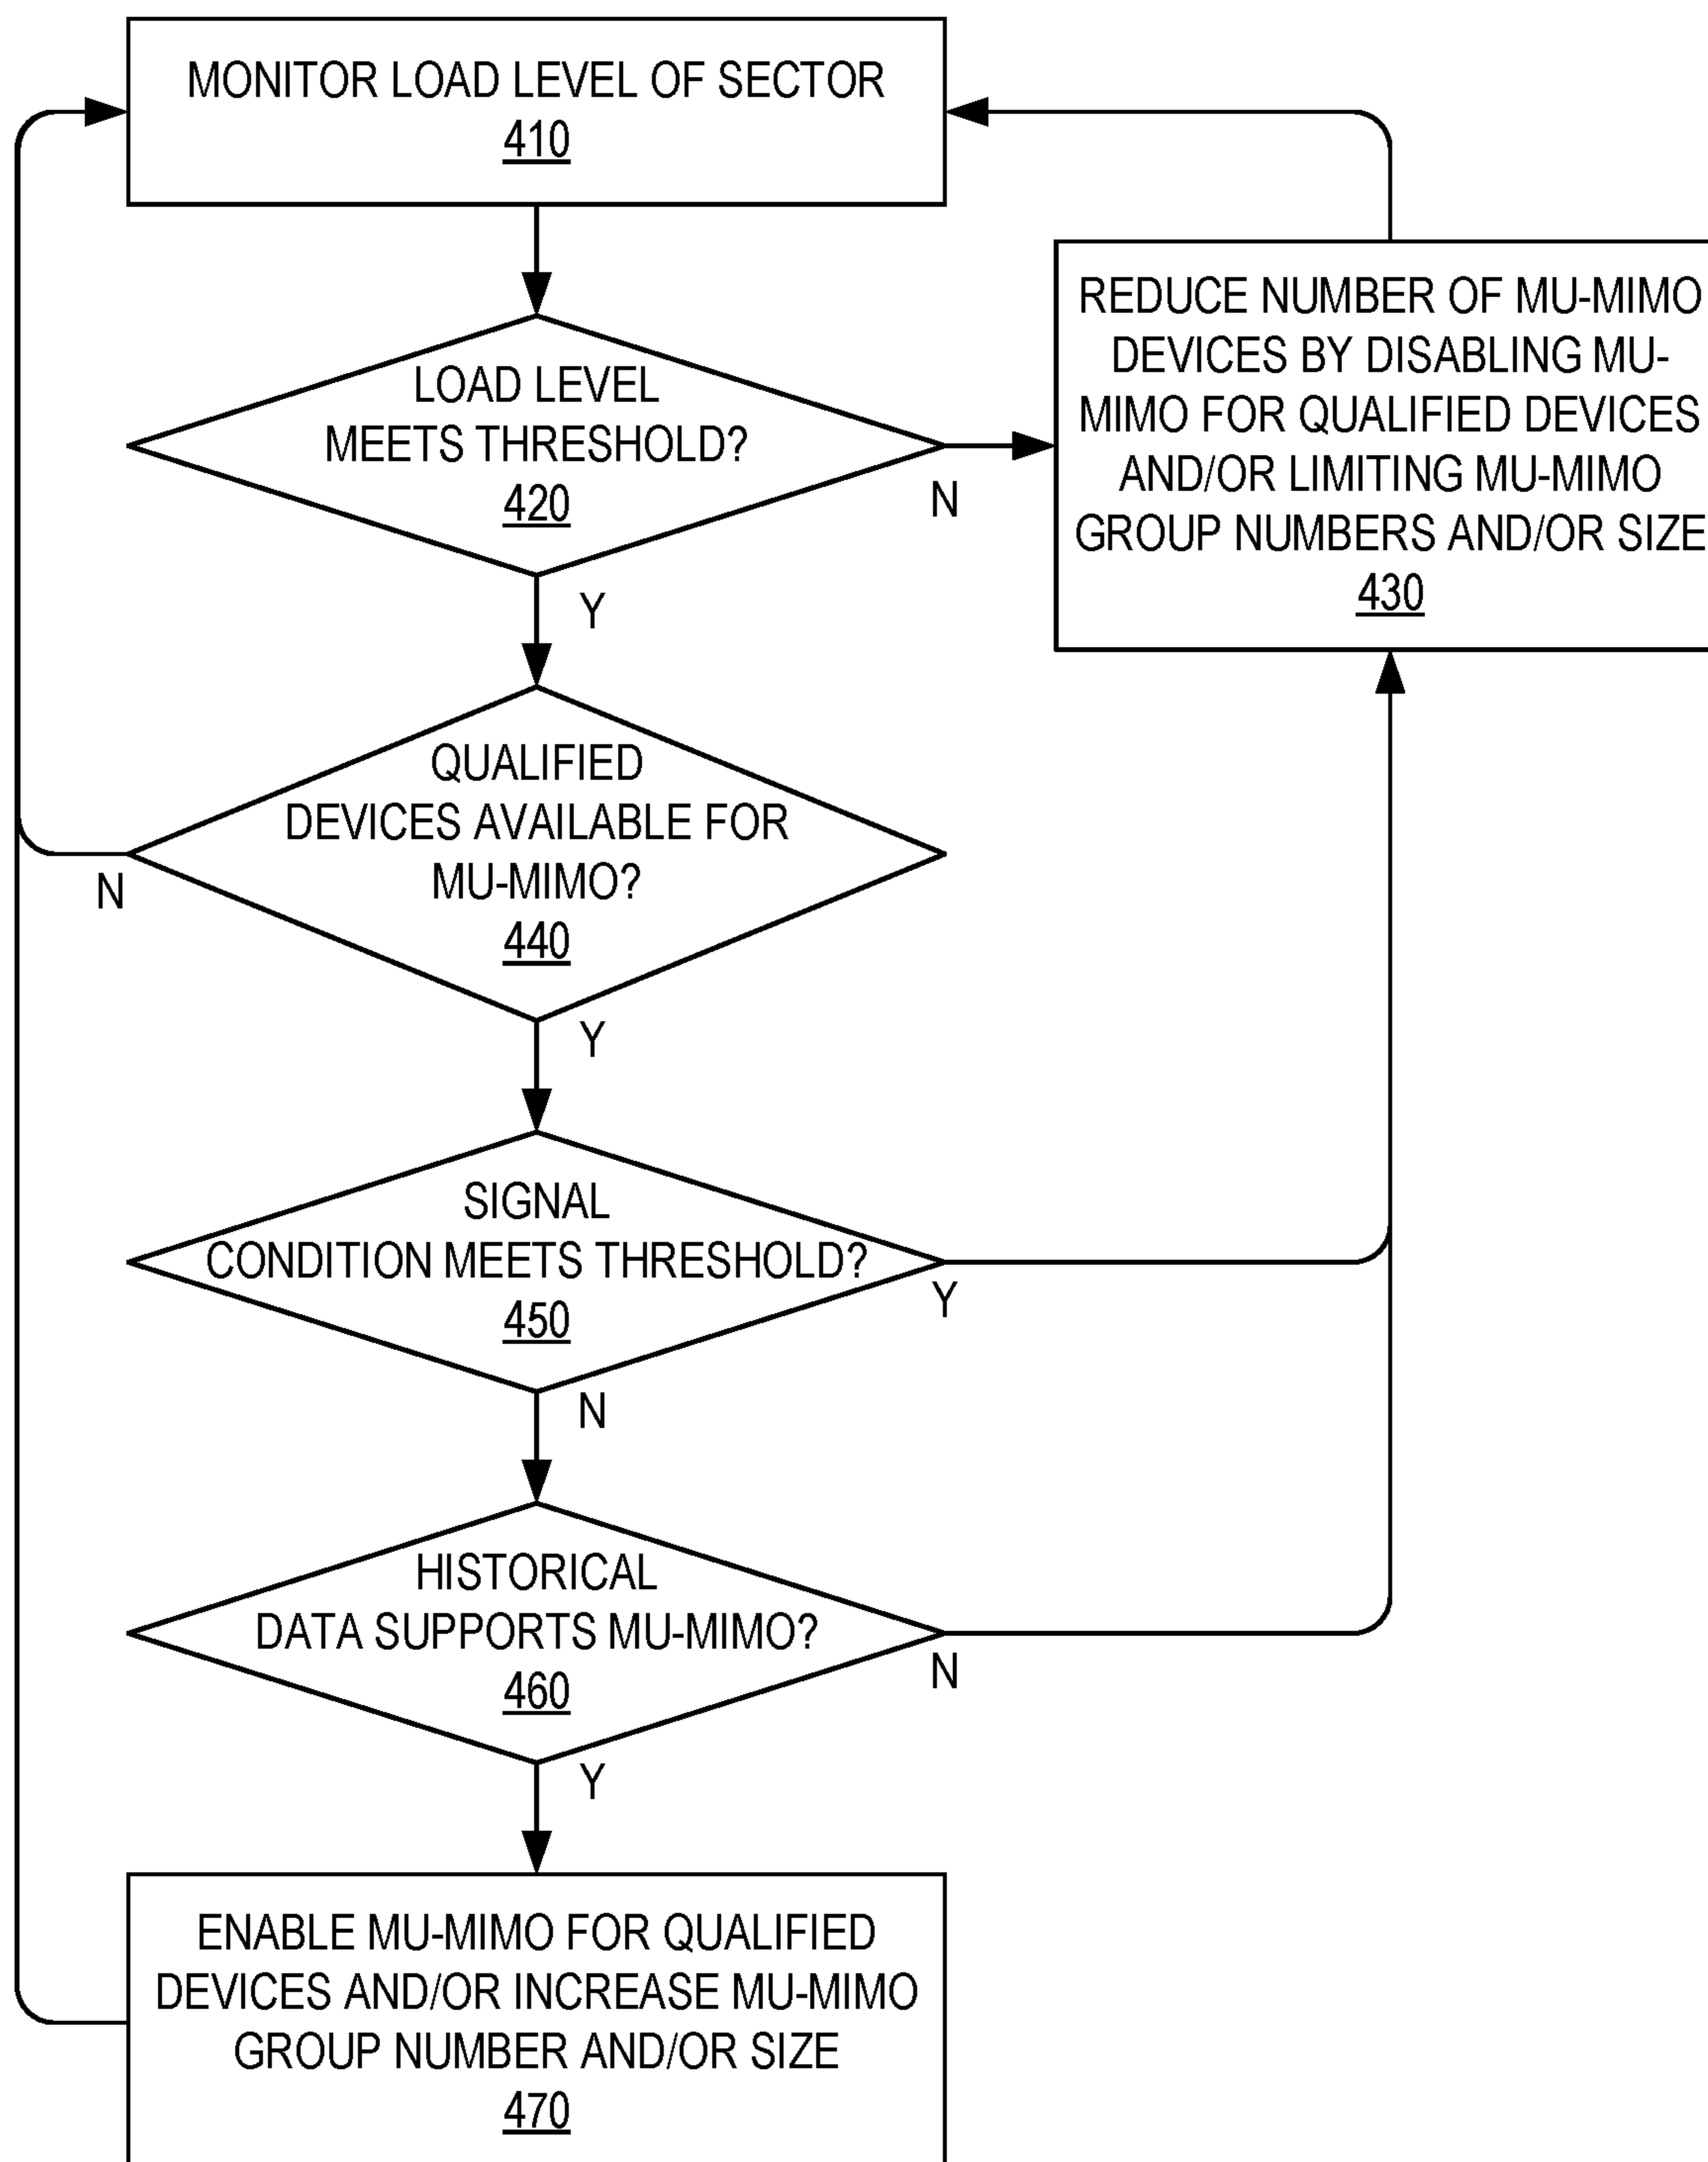 MONITOR LOAD LEVEL OF SECTOR
410
LOAD LEVEL
MEETS THRESHOLD?
420
N
Y
REDUCE NUMBER OF MU-MIMO
DEVICES BY DISABLING MU-
MIMO FOR QUALIFIED DEVICES
AND/OR LIMITING MU-MIMO
GROUP NUMBERS AND/OR SIZE
430
QUALIFIED
DEVICES AVAILABLE FOR
MU-MIMO?
440
N
Y
SIGNAL
CONDITION MEETS THRESHOLD?
450
Y
N
HISTORICAL
DATA SUPPORTS MU-MIMO?
460
N
Y
ENABLE MU-MIMO FOR QUALIFIED
DEVICES AND/OR INCREASE MU-MIMO
GROUP NUMBER AND/OR SIZE
470